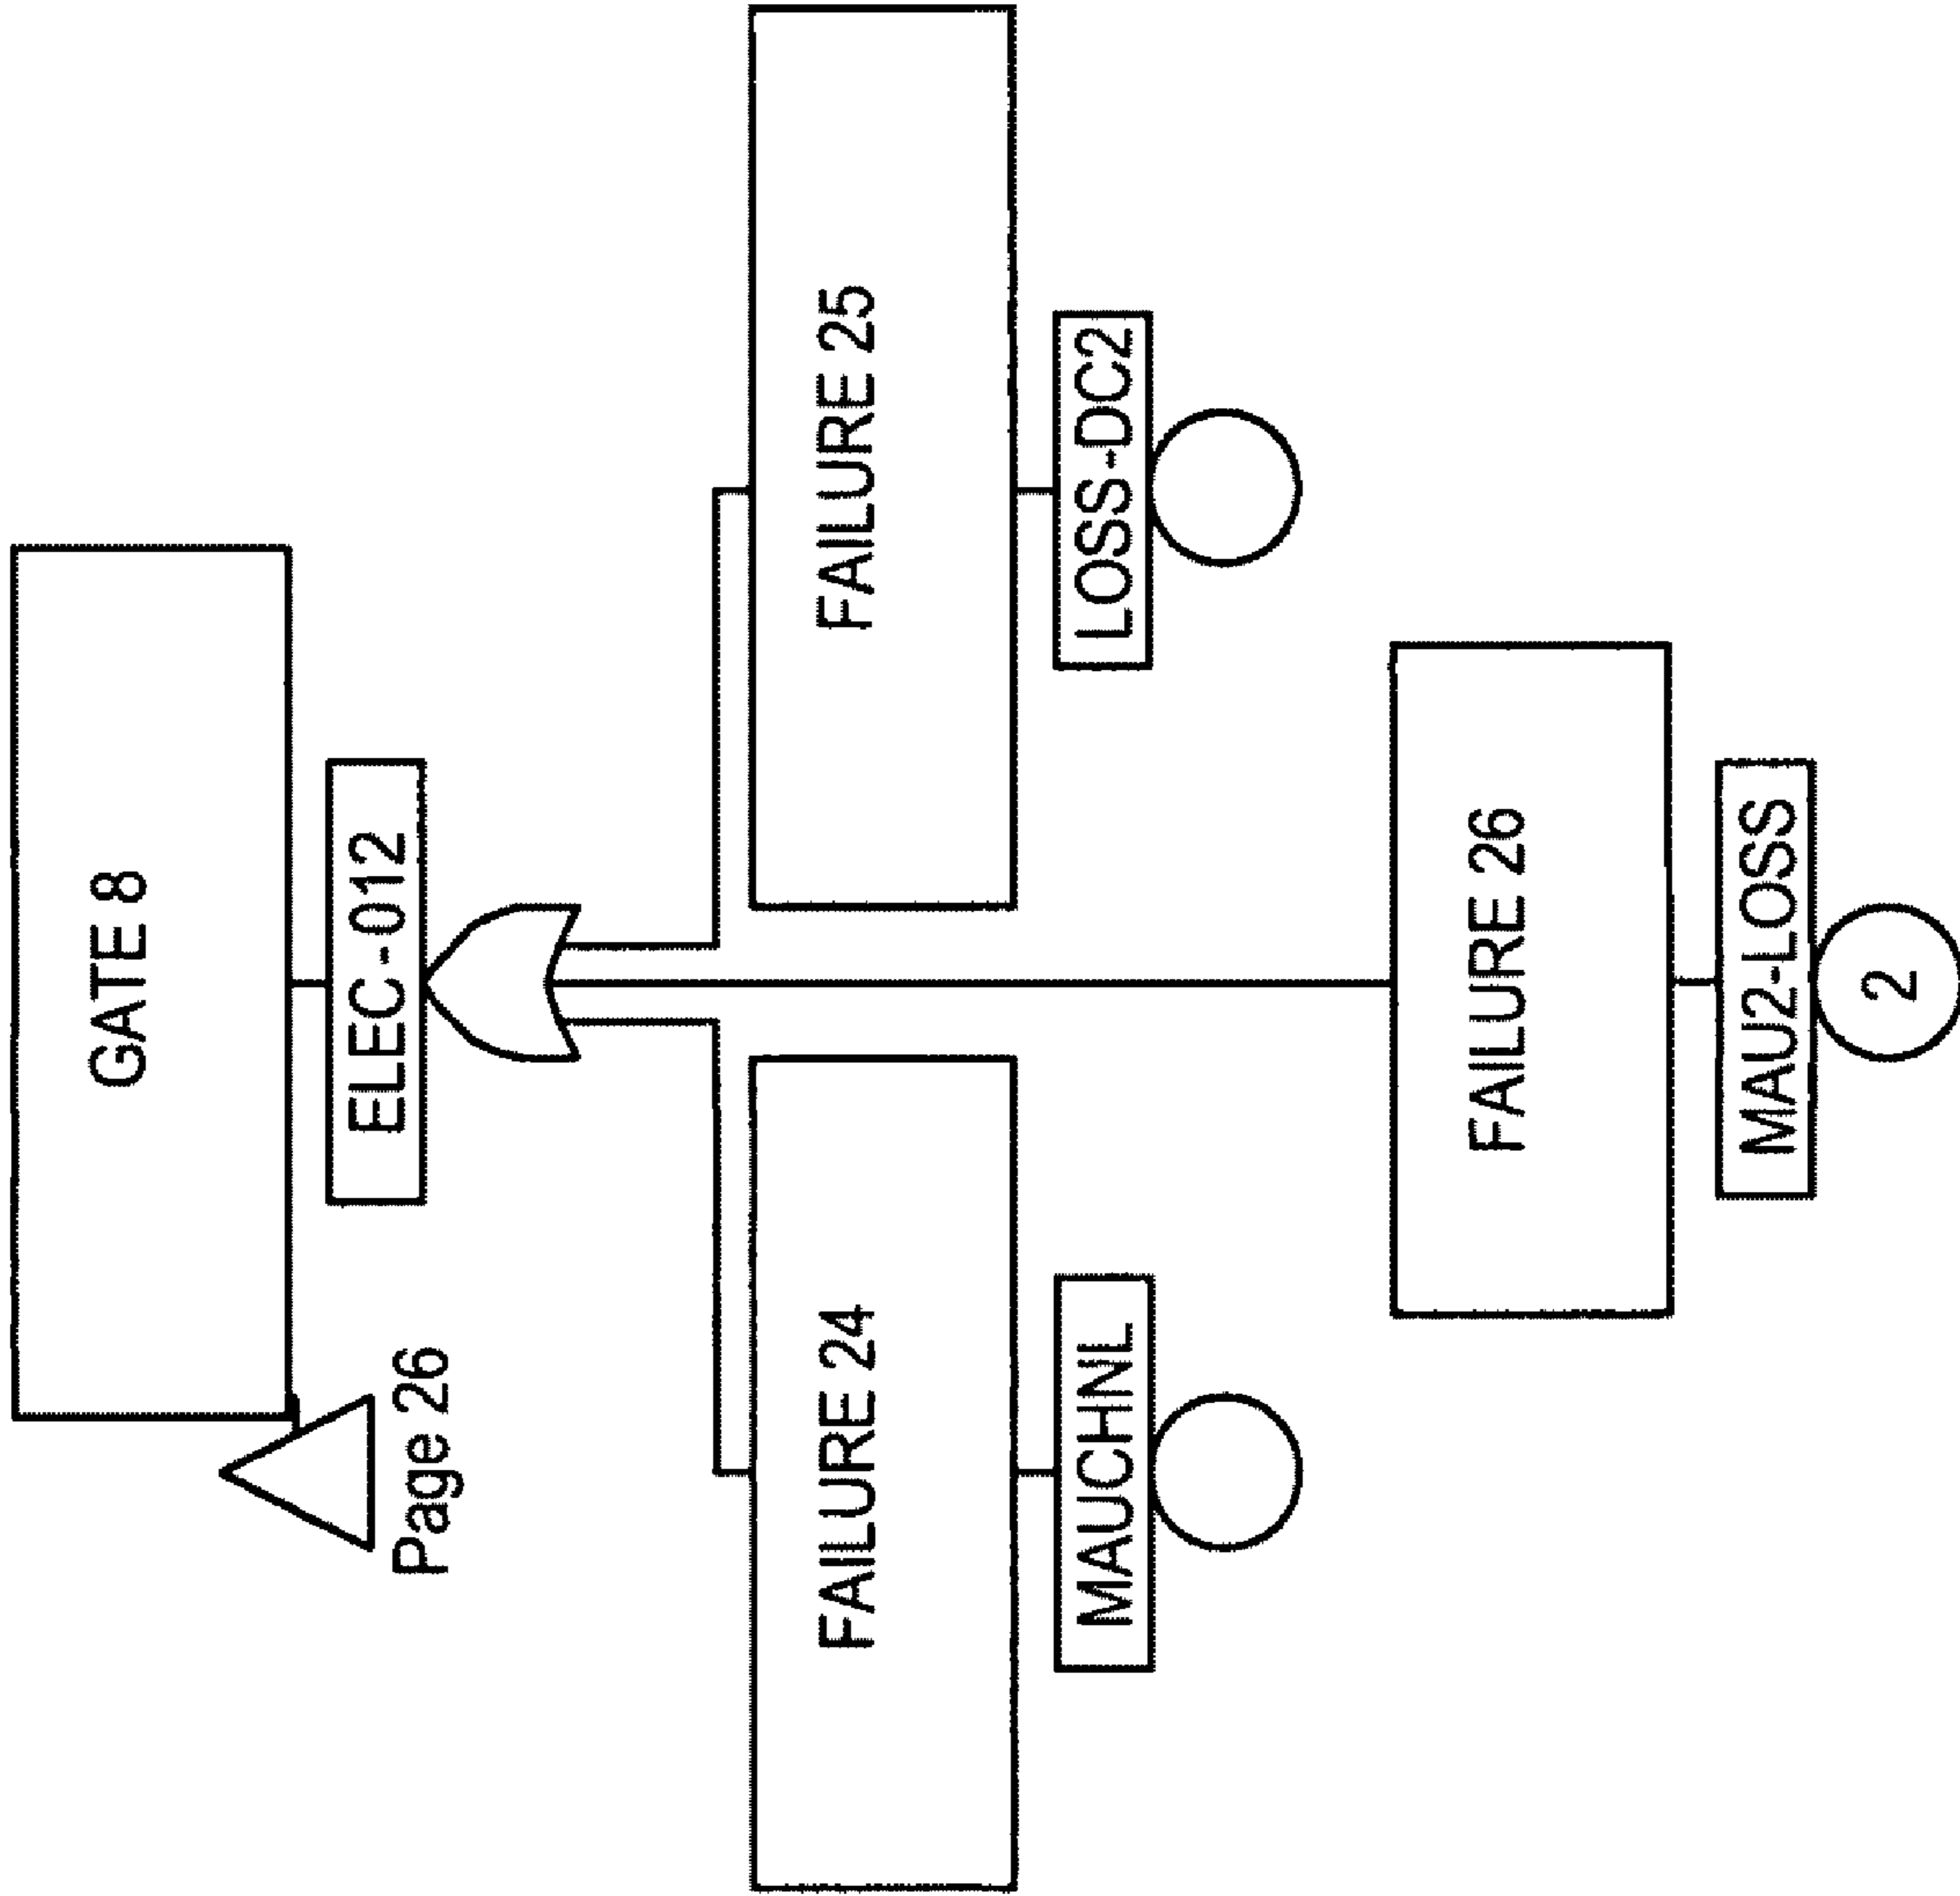 GATE 8
Page 26
ELEC-012
FAILURE 24
FAILURE 25
MAUCHNL
LOSS-DC2
FAILURE 26
MAU2-LOSS
2